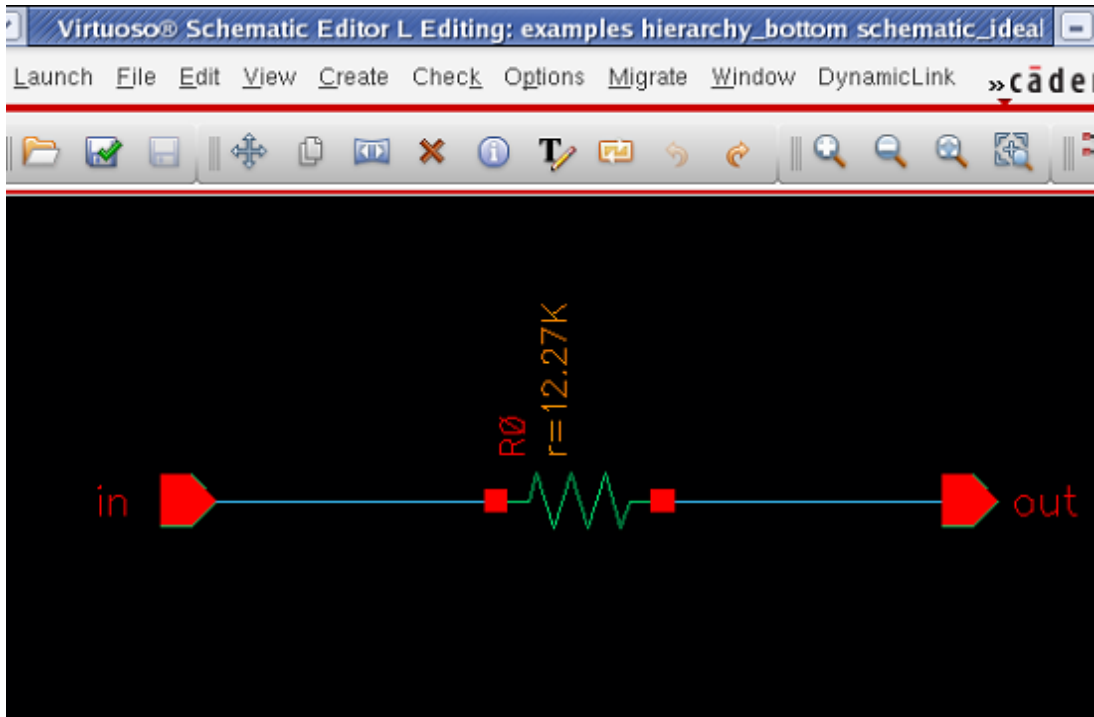 Virtuoso® Schematic Editor L Editing: examples hierarchy_bottom schematic_ideal
Launch File Edit View Create Check Options Migrate Window DynamicLink »
R0
r=12.27K
in
out